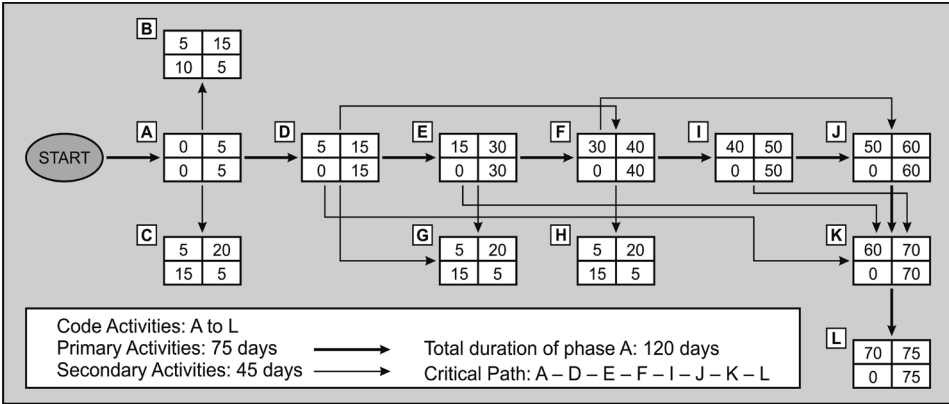 B
5 15
10 5
A D E F I J
START
0 5
0 5
5 15
0 15
15 30
0 30
30 40
0 40
40 50
0 50
50 60
0 60
C G H K
5 20
15 5
5 20
15 5
5 20
15 5
60 70
0 70
Code Activities: A to L
Primary Activities: 75 days
Total duration of phase A: 120 days
Secondary Activities: 45 days
Critical Path: A – D – E – F – I – J – K – L
L
70 75
0 75